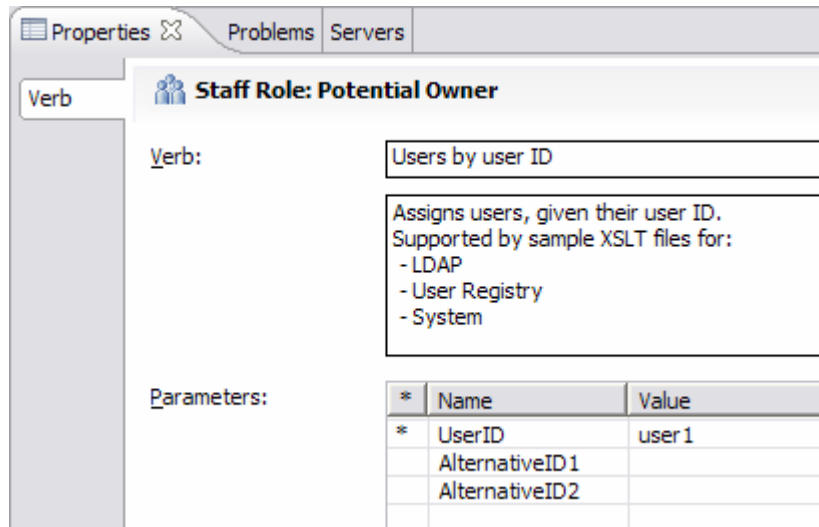 Properties Problems Servers
Verb
Staff Role: Potential Owner
Verb: Users by user ID
Assigns users, given their user ID.
Supported by sample XSLT files for:
- LDAP
- User Registry
- System
Parameters:
* Name Value
* UserID user1
AlternativeID1
AlternativeID2